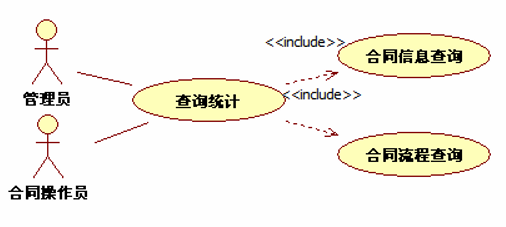 <<include>>
合同信息查询
管理员
查询统计
<<include>>
合同流程查询
合同操作员